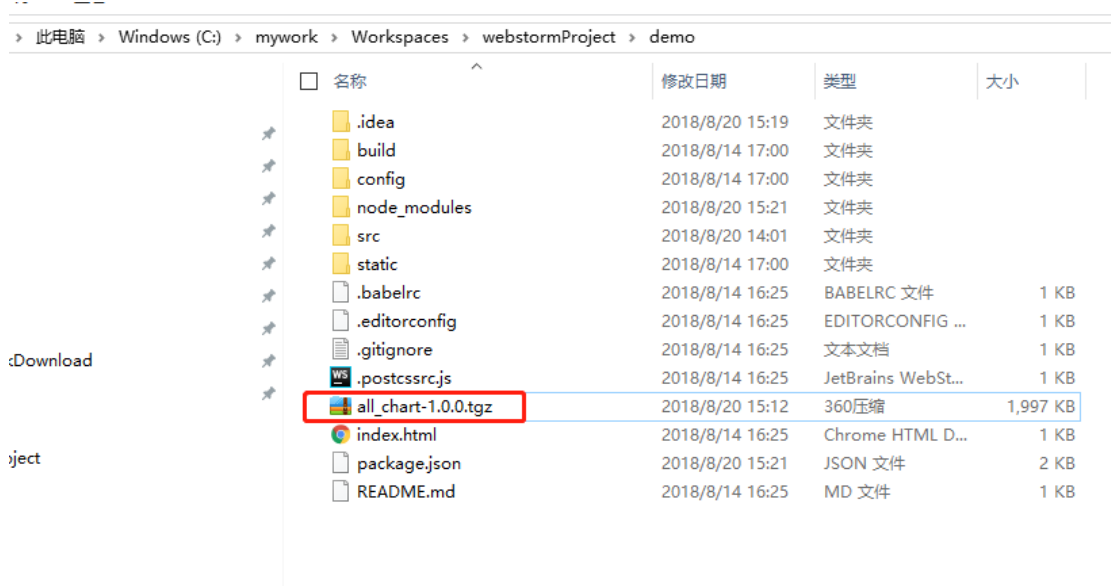 此电脑 > Windows (C:) > mywork > Workspaces > webstormProject > demo
名称 修改日期 类型 大小
.idea 2018/8/20 15:19 文件夹
build 2018/8/14 17:00 文件夹
config 2018/8/14 17:00 文件夹
node_modules 2018/8/20 15:21 文件夹
src 2018/8/20 14:01 文件夹
static 2018/8/14 17:00 文件夹
.babelrc 2018/8/14 16:25 BABELRC 文件 1 KB
.editorconfig 2018/8/14 16:25 EDITORCONFIG ... 1 KB
Download
.gitignore 2018/8/14 16:25 文本文档 1 KB
WS .postcssrc.js 2018/8/14 16:25 JetBrains WebSt... 1 KB
all_chart-1.0.0.tgz 2018/8/20 15:12 360压缩 1,997 KB
index.html 2018/8/14 16:25 Chrome HTML D... 1 KB
ject
package.json 2018/8/20 15:21 JSON 文件 2 KB
README.md 2018/8/14 16:25 MD 文件 1 KB